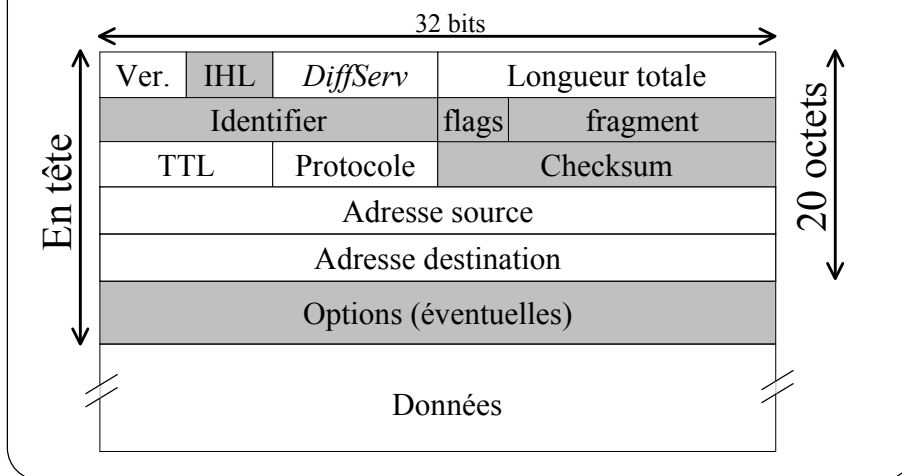 32 bits
Ver. IHL DiffServ Longueur totale
Identifier flags fragment
TTL Protocole Checksum
Adresse source
Adresse destination
Options (éventuelles)
Données
En tête
20 octets